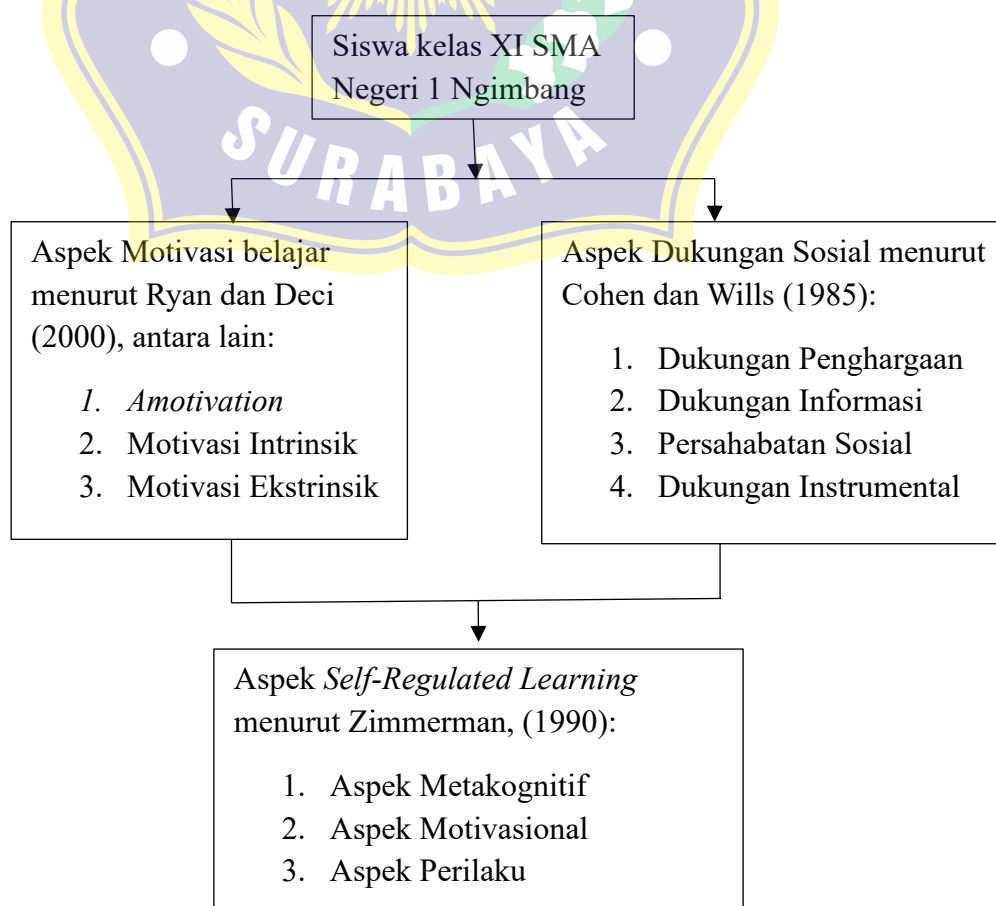 Siswa kelas XI SMA
Negeri 1 Ngimbang
SURABAYA
Aspek Motivasi belajar
menurut Ryan dan Deci
(2000), antara lain:
1. Amotivation
2. Motivasi Intrinsik
3. Motivasi Ekstrinsik
Aspek Dukungan Sosial menurut
Cohen dan Wills (1985):
1. Dukungan Penghargaan
2. Dukungan Informasi
3. Persahabatan Sosial
4. Dukungan Instrumental
Aspek Self-Regulated Learning
menurut Zimmerman, (1990):
1. Aspek Metakognitif
2. Aspek Motivasional
3. Aspek Perilaku